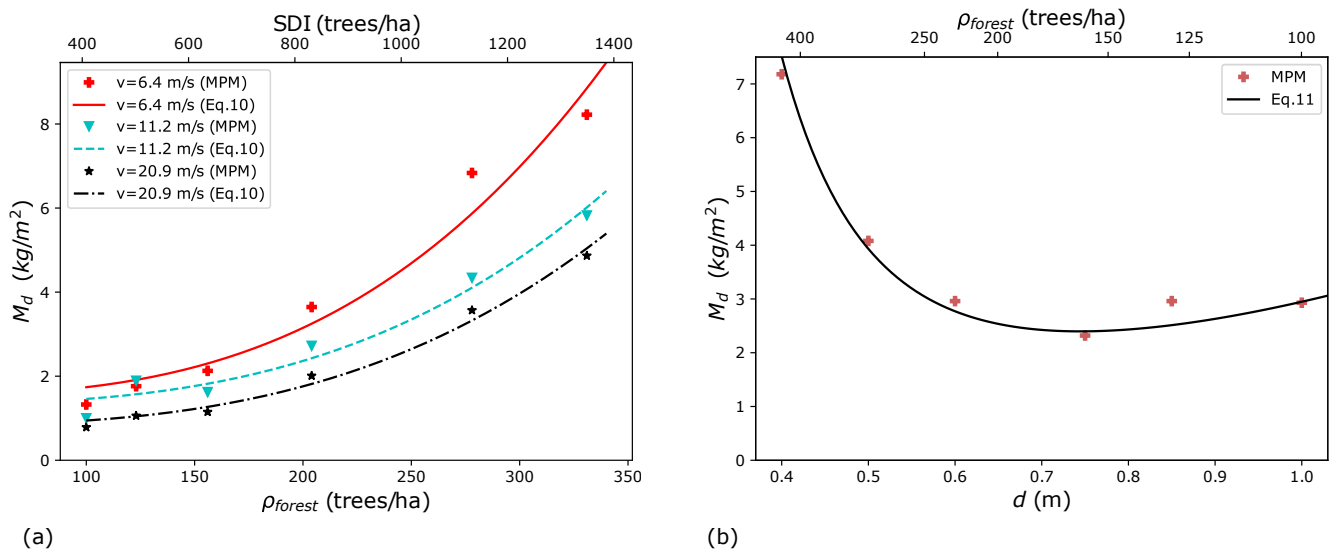 SDI (trees/ha)
400 600 800 1000 1200 1400
v=6.4 m/s (MPM)
v=6.4 m/s (Eq.10)
v=11.2 m/s (MPM)
v=11.2 m/s (Eq.10)
v=20.9 m/s (MPM)
v=20.9 m/s (Eq.10)
8
6
4
2
0
M_d (kg/m²)
100 150 200 250 300 350
ρ_forest (trees/ha)
(a)
ρ_forest (trees/ha)
400 250 200 150 125 100
MPM
Eq.11
7
6
5
4
3
2
1
0
M_d (kg/m²)
0.4 0.5 0.6 0.7 0.8 0.9 1.0
d (m)
(b)